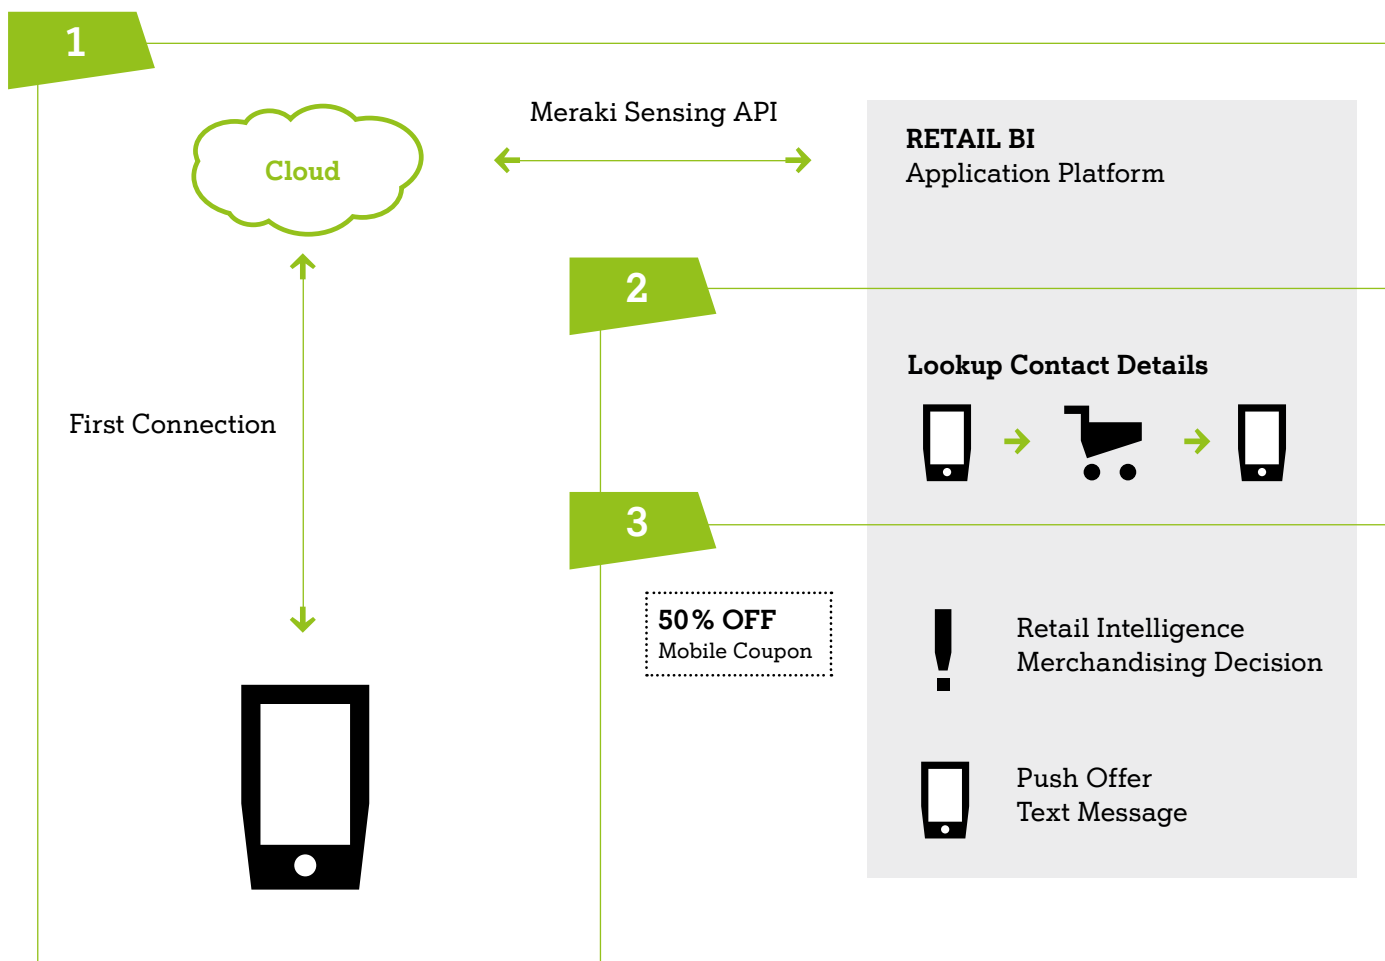 1
Meraki Sensing API
Cloud
RETAIL BI
Application Platform
First Connection
2
Lookup Contact Details
3
50% OFF
Mobile Coupon
Retail Intelligence
Merchandising Decision
Push Offer
Text Message